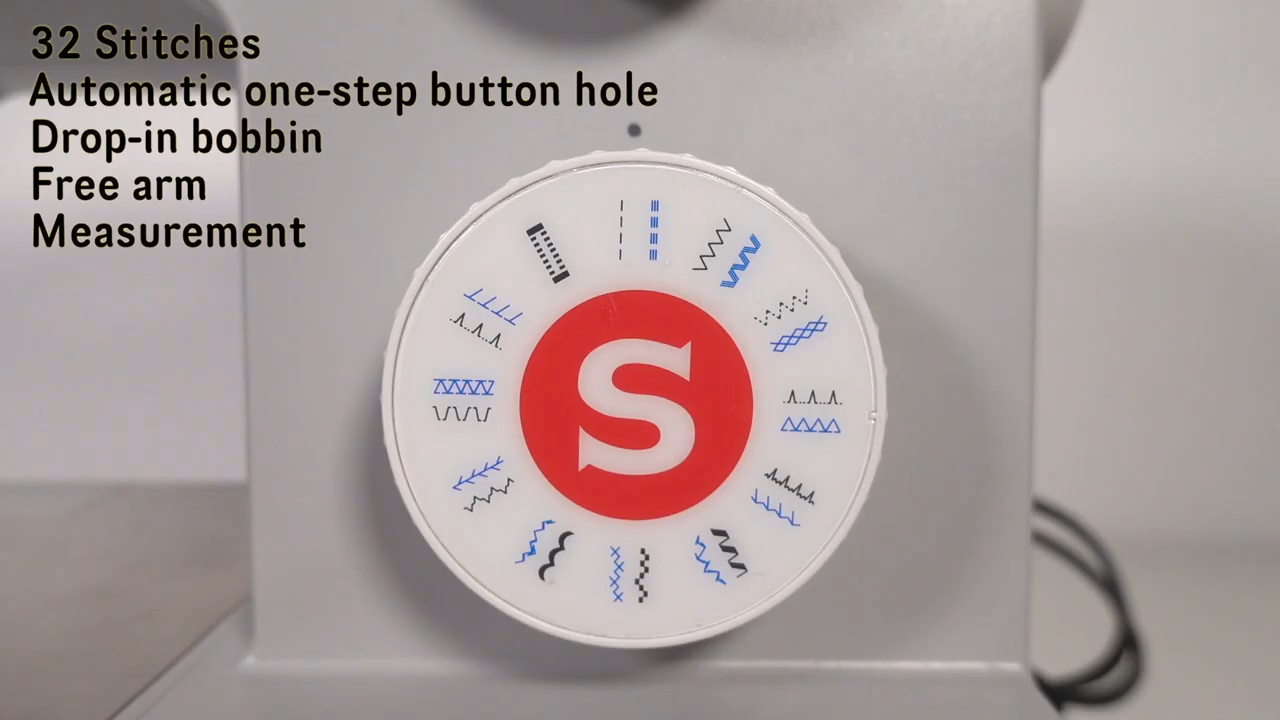 32 Stitches
Automatic one-step button hole
Drop-in bobbin
Free arm
Measurement
S